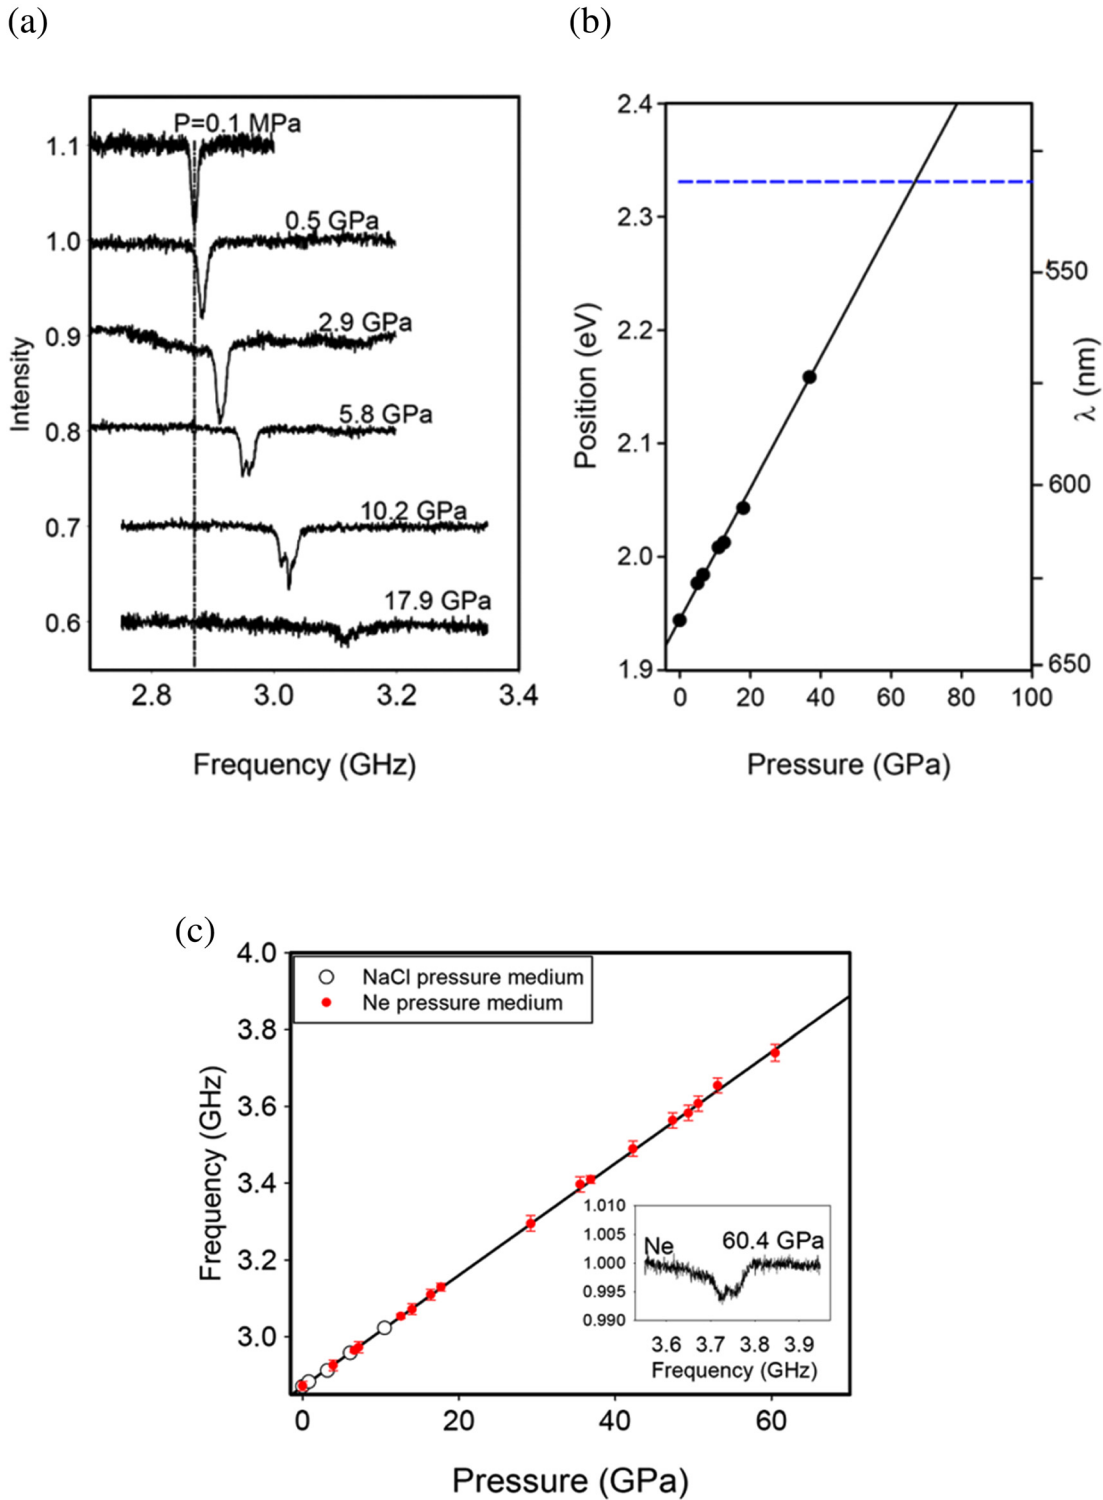 (a)
P=0.1 MPa
0.5 GPa
2.9 GPa
5.8 GPa
10.2 GPa
17.9 GPa
1.1
1.0
0.9
0.8
0.7
0.6
Intensity
2.8 3.0 3.2 3.4
Frequency (GHz)
(b)
2.4
2.3
2.2
2.1
2.0
1.9
Position (eV)
550
600
650
λ (nm)
0 20 40 60 80 100
Pressure (GPa)
(c)
4.0
3.8
3.6
3.4
3.2
3.0
Frequency (GHz)
NaCl pressure medium
Ne pressure medium
1.010
1.005
1.000
0.995
0.990
Ne 60.4 GPa
3.6 3.7 3.8 3.9
Frequency (GHz)
0 20 40 60
Pressure (GPa)